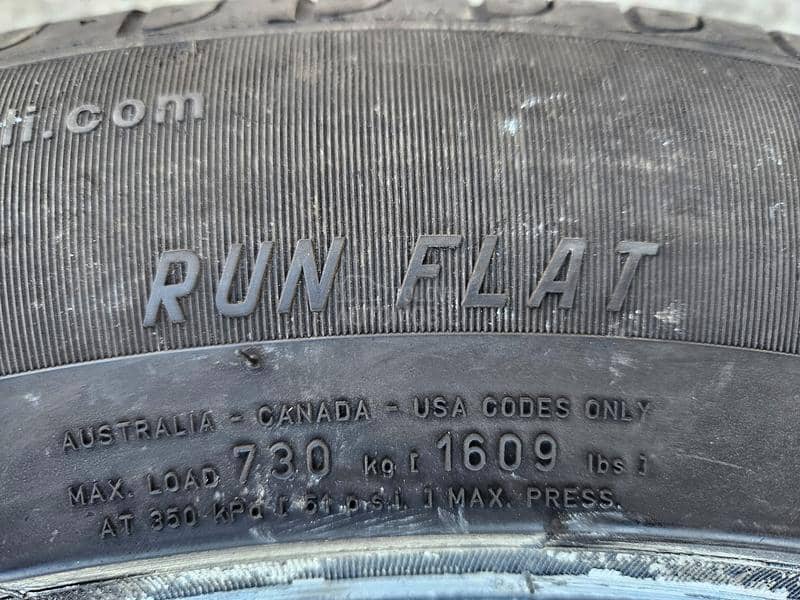 ti.com
RUN FLAT
AUSTRALIA - CANADA - USA CODES ONLY
MAX. LOAD 730 kg [ 1609 lbs ]
AT 350 kPa [ 51 p.s.i. ] MAX. PRESS.